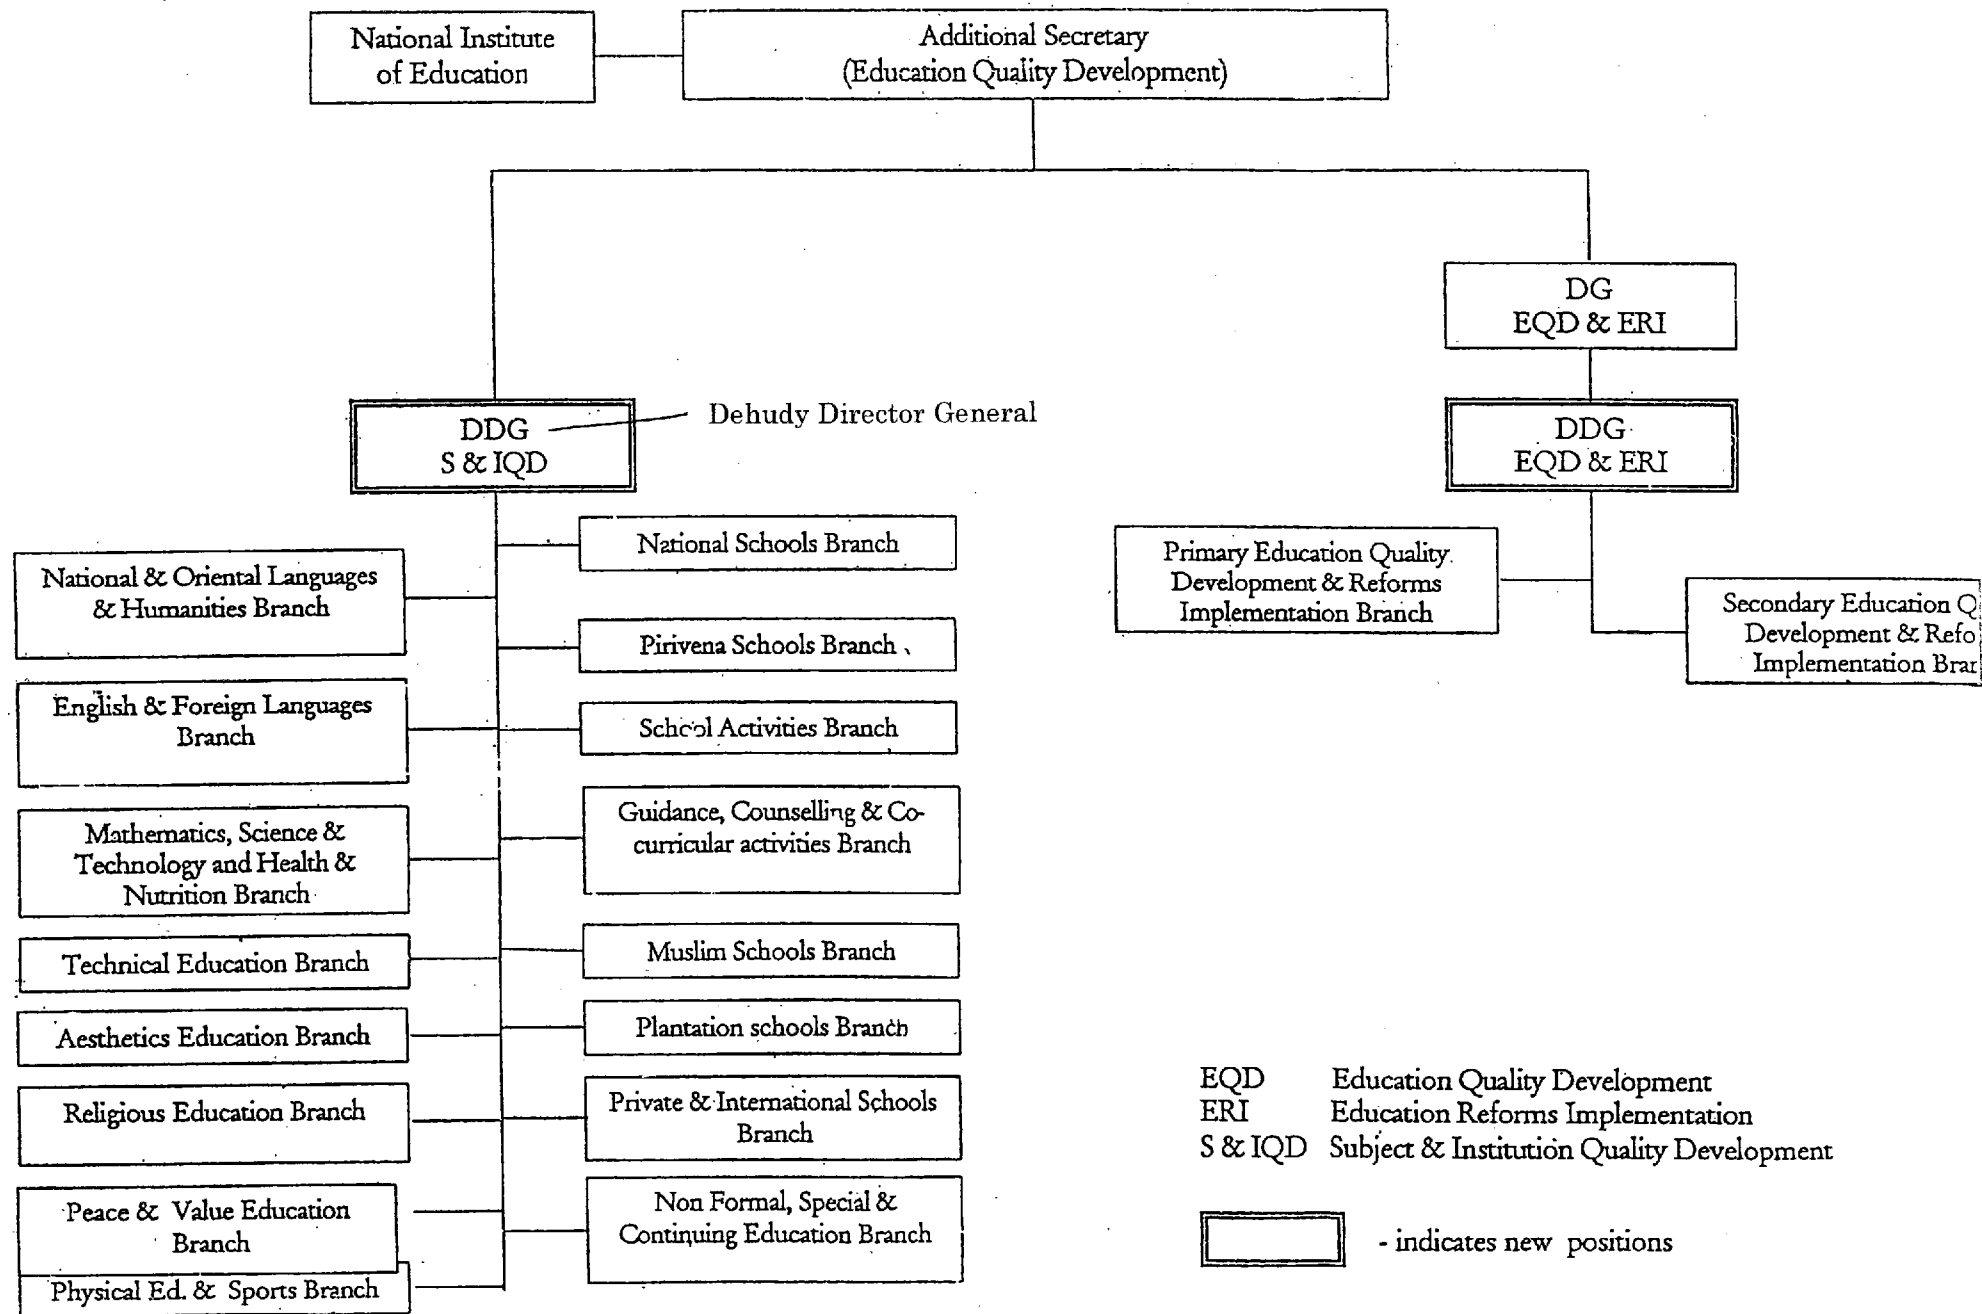 National Institute
of Education
Additional Secretary
(Education Quality Development)
DG
EQD & ERI
DDG
S & IQD
Dehudy Director General
DDG
EQD & ERI
National & Oriental Languages
& Humanities Branch
English & Foreign Languages
Branch
Mathematics, Science &
Technology and Health &
Nutrition Branch
Technical Education Branch
Aesthetics Education Branch
Religious Education Branch
Peace & Value Education
Branch
Physical Ed. & Sports Branch
National Schools Branch
Pirivena Schools Branch
School Activities Branch
Guidance, Counselling & Co-
curricular activities Branch
Muslim Schools Branch
Plantation schools Branch
Private & International Schools
Branch
Non Formal, Special &
Continuing Education Branch
Primary Education Quality
Development & Reforms
Implementation Branch
Secondary Education Q
Development & Refo
Implementation Bra
EQD Education Quality Development
ERI Education Reforms Implementation
S & IQD Subject & Institution Quality Development
- indicates new positions